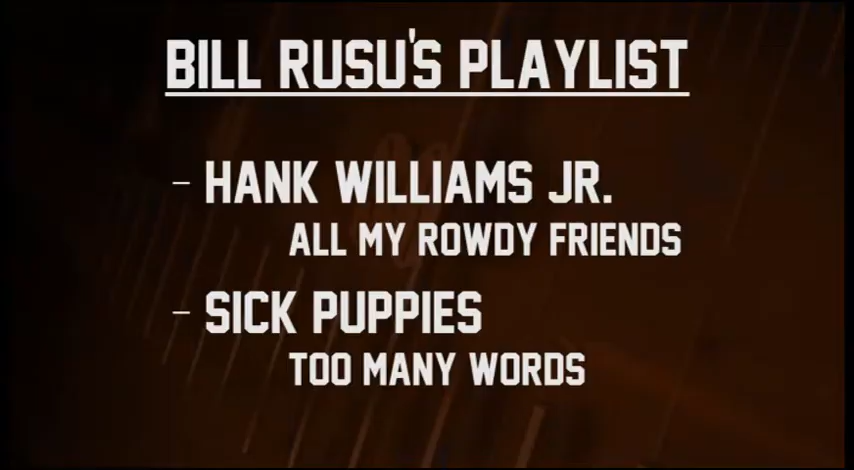 BILL RUSU'S PLAYLIST
- HANK WILLIAMS JR.
ALL MY ROWDY FRIENDS
- SICK PUPPIES
TOO MANY WORDS